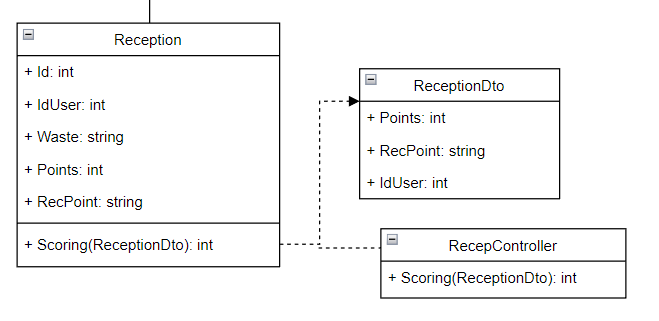 Reception
+ Id: int
+ IdUser: int
+ Waste: string
+ Points: int
+ RecPoint: string
+ Scoring(ReceptionDto): int
ReceptionDto
+ Points: int
+ RecPoint: string
+ IdUser: int
RecepController
+ Scoring(ReceptionDto): int